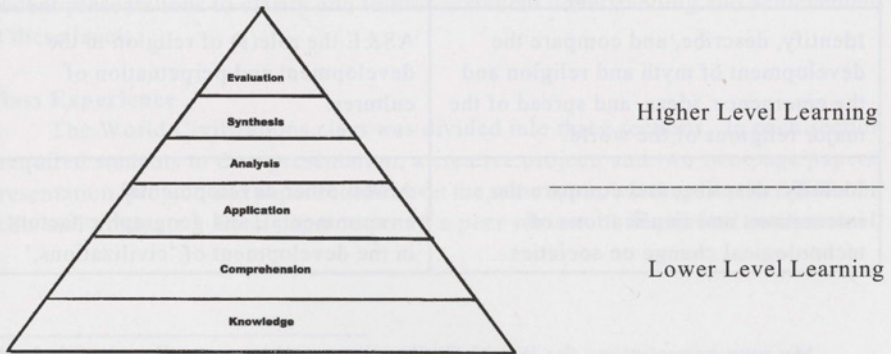 Evaluation
Synthesis
Higher Level Learning
Analysis
Application
Comprehension
Lower Level Learning
Knowledge